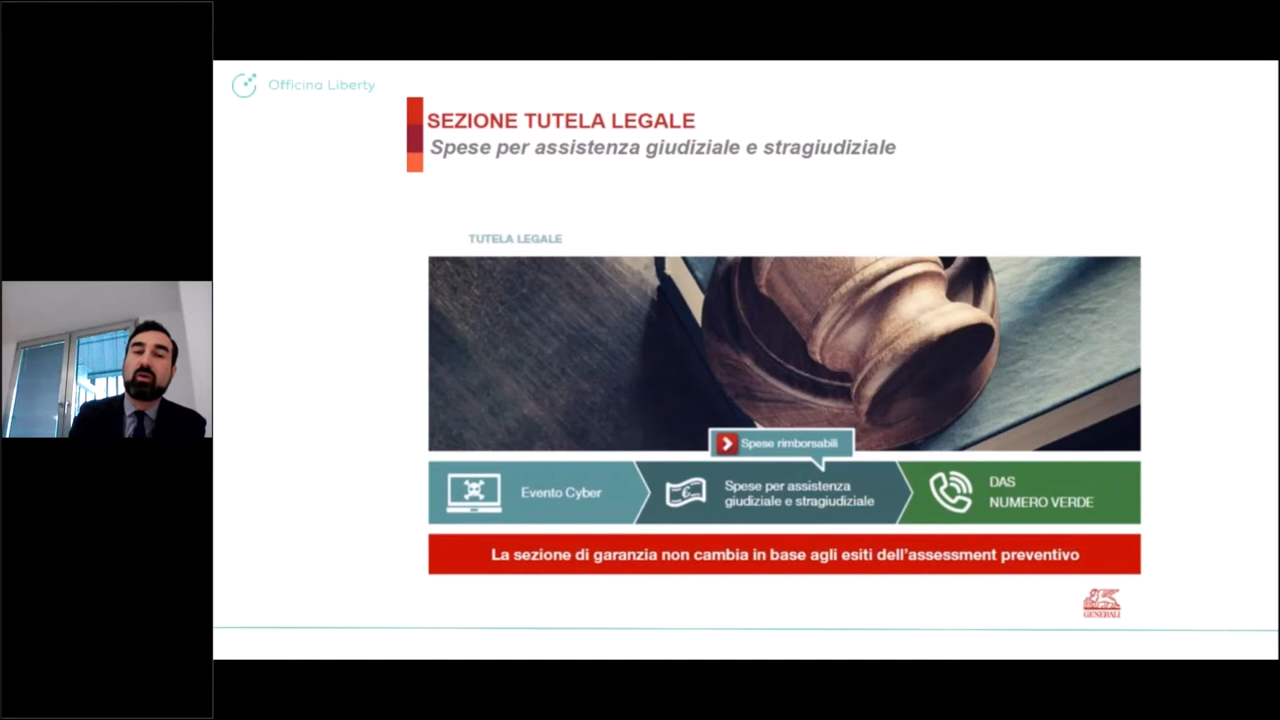 Officina Liberty
SEZIONE TUTELA LEGALE
Spese per assistenza giudiziale e stragiudiziale
TUTELA LEGALE
Spese rimborsabili
Evento Cyber
Spese per assistenza
giudiziale e stragiudiziale
DAS
NUMERO VERDE
La sezione di garanzia non cambia in base agli esiti dell'assessment preventivo
GENERALI